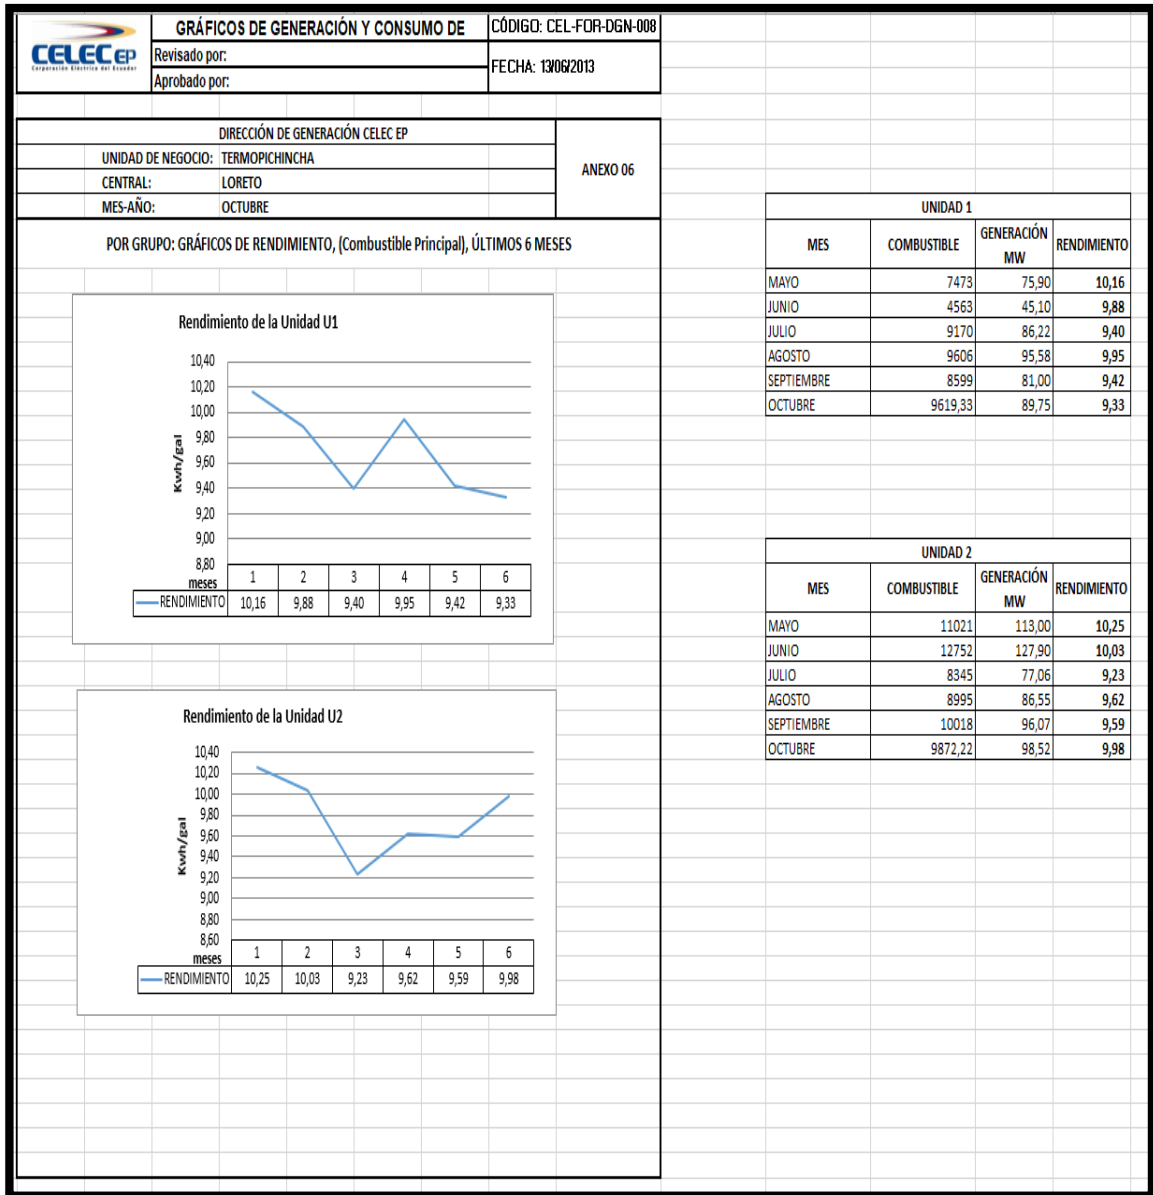 CELEC EP
Corporación Eléctrica del Ecuador
GRÁFICOS DE GENERACIÓN Y CONSUMO DE
CÓDIGO: CEL-FOR-DGN-008
Revisado por:
FECHA: 13/06/2013
Aprobado por:
DIRECCIÓN DE GENERACIÓN CELEC EP
UNIDAD DE NEGOCIO: TERMOPICHINCHA
CENTRAL: LORETO
MES-AÑO: OCTUBRE
ANEXO 06
POR GRUPO: GRÁFICOS DE RENDIMIENTO, (Combustible Principal), ÚLTIMOS 6 MESES
Rendimiento de la Unidad U1
10,40
10,20
10,00
9,80
9,60
9,40
9,20
9,00
8,80
Kwh/gal
meses 1 2 3 4 5 6
RENDIMIENTO 10,16 9,88 9,40 9,95 9,42 9,33
Rendimiento de la Unidad U2
10,40
10,20
10,00
9,80
9,60
9,40
9,20
9,00
8,80
8,60
Kwh/gal
meses 1 2 3 4 5 6
RENDIMIENTO 10,25 10,03 9,23 9,62 9,59 9,98
UNIDAD 1
MES COMBUSTIBLE GENERACIÓN MW RENDIMIENTO
MAYO 7473 75,90 10,16
JUNIO 4563 45,10 9,88
JULIO 9170 86,22 9,40
AGOSTO 9606 95,58 9,95
SEPTIEMBRE 8599 81,00 9,42
OCTUBRE 9619,33 89,75 9,33
UNIDAD 2
MES COMBUSTIBLE GENERACIÓN MW RENDIMIENTO
MAYO 11021 113,00 10,25
JUNIO 12752 127,90 10,03
JULIO 8345 77,06 9,23
AGOSTO 8995 86,55 9,62
SEPTIEMBRE 10018 96,07 9,59
OCTUBRE 9872,22 98,52 9,98